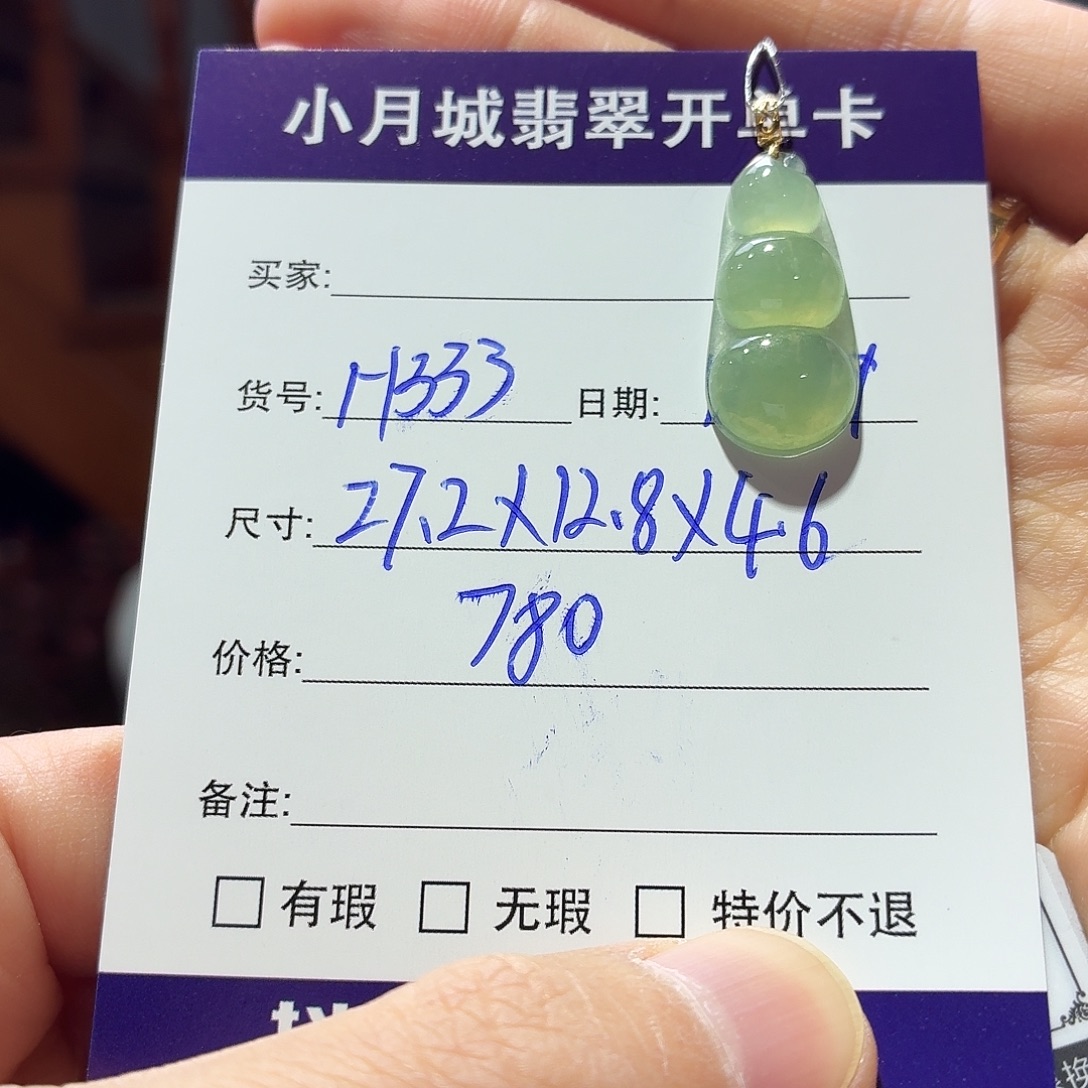 小月城翡翠开单卡
买家:
货号: H333 日期:
尺寸: 27.2X12.8X4.6
价格: 780
备注:
有瑕 无瑕 特价不退